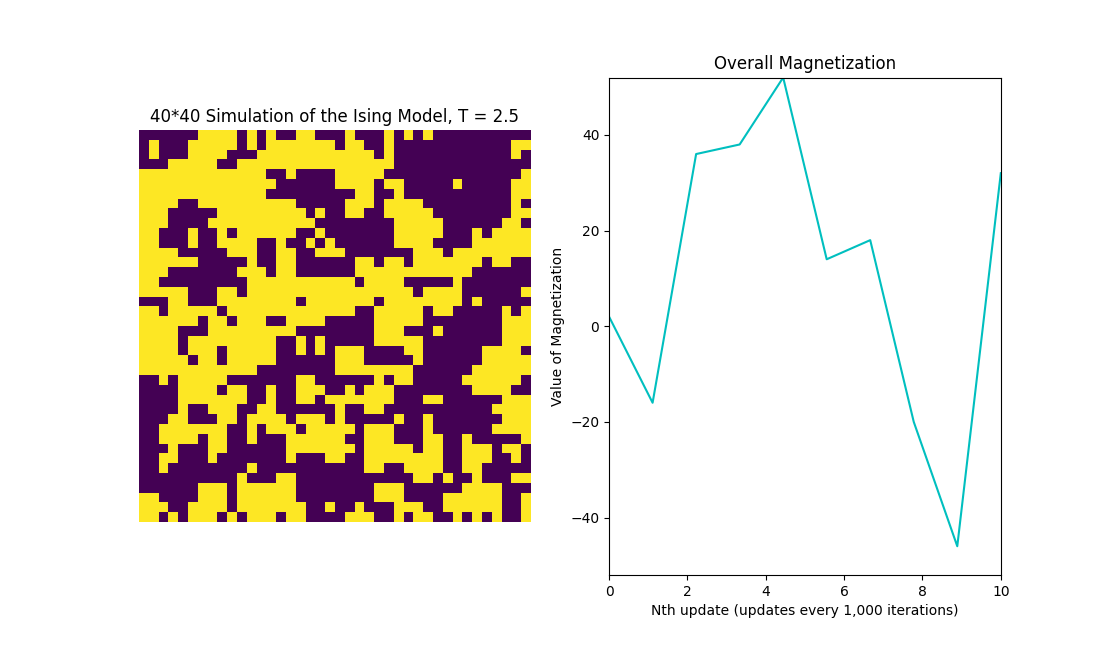 40*40 Simulation of the Ising Model, T = 2.5
Overall Magnetization
Value of Magnetization
40
20
0
−20
−40
0 2 4 6 8 10
Nth update (updates every 1,000 iterations)